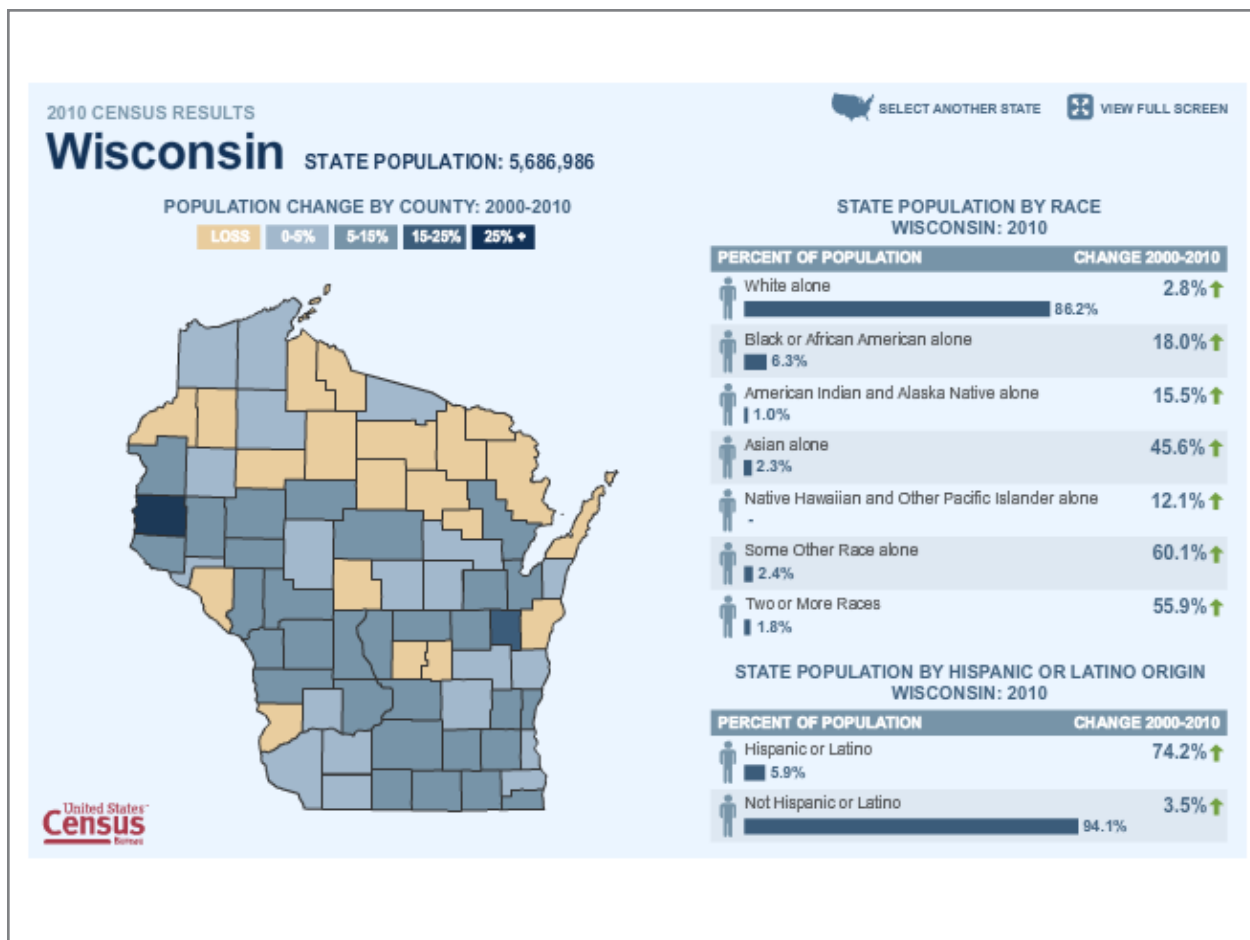 2010 CENSUS RESULTS
Wisconsin STATE POPULATION: 5,686,986
SELECT ANOTHER STATE
VIEW FULL SCREEN
POPULATION CHANGE BY COUNTY: 2000-2010
LOSS 0-5% 5-15% 15-25% 25% +
STATE POPULATION BY RACE
WISCONSIN: 2010
PERCENT OF POPULATION CHANGE 2000-2010
White alone 2.8%
86.2%
Black or African American alone 18.0%
6.3%
American Indian and Alaska Native alone 15.5%
1.0%
Asian alone 45.6%
2.3%
Native Hawaiian and Other Pacific Islander alone 12.1%
-
Some Other Race alone 60.1%
2.4%
Two or More Races 55.9%
1.8%
STATE POPULATION BY HISPANIC OR LATINO ORIGIN
WISCONSIN: 2010
PERCENT OF POPULATION CHANGE 2000-2010
Hispanic or Latino 74.2%
5.9%
Not Hispanic or Latino 3.5%
94.1%
United States
Census
Bureau